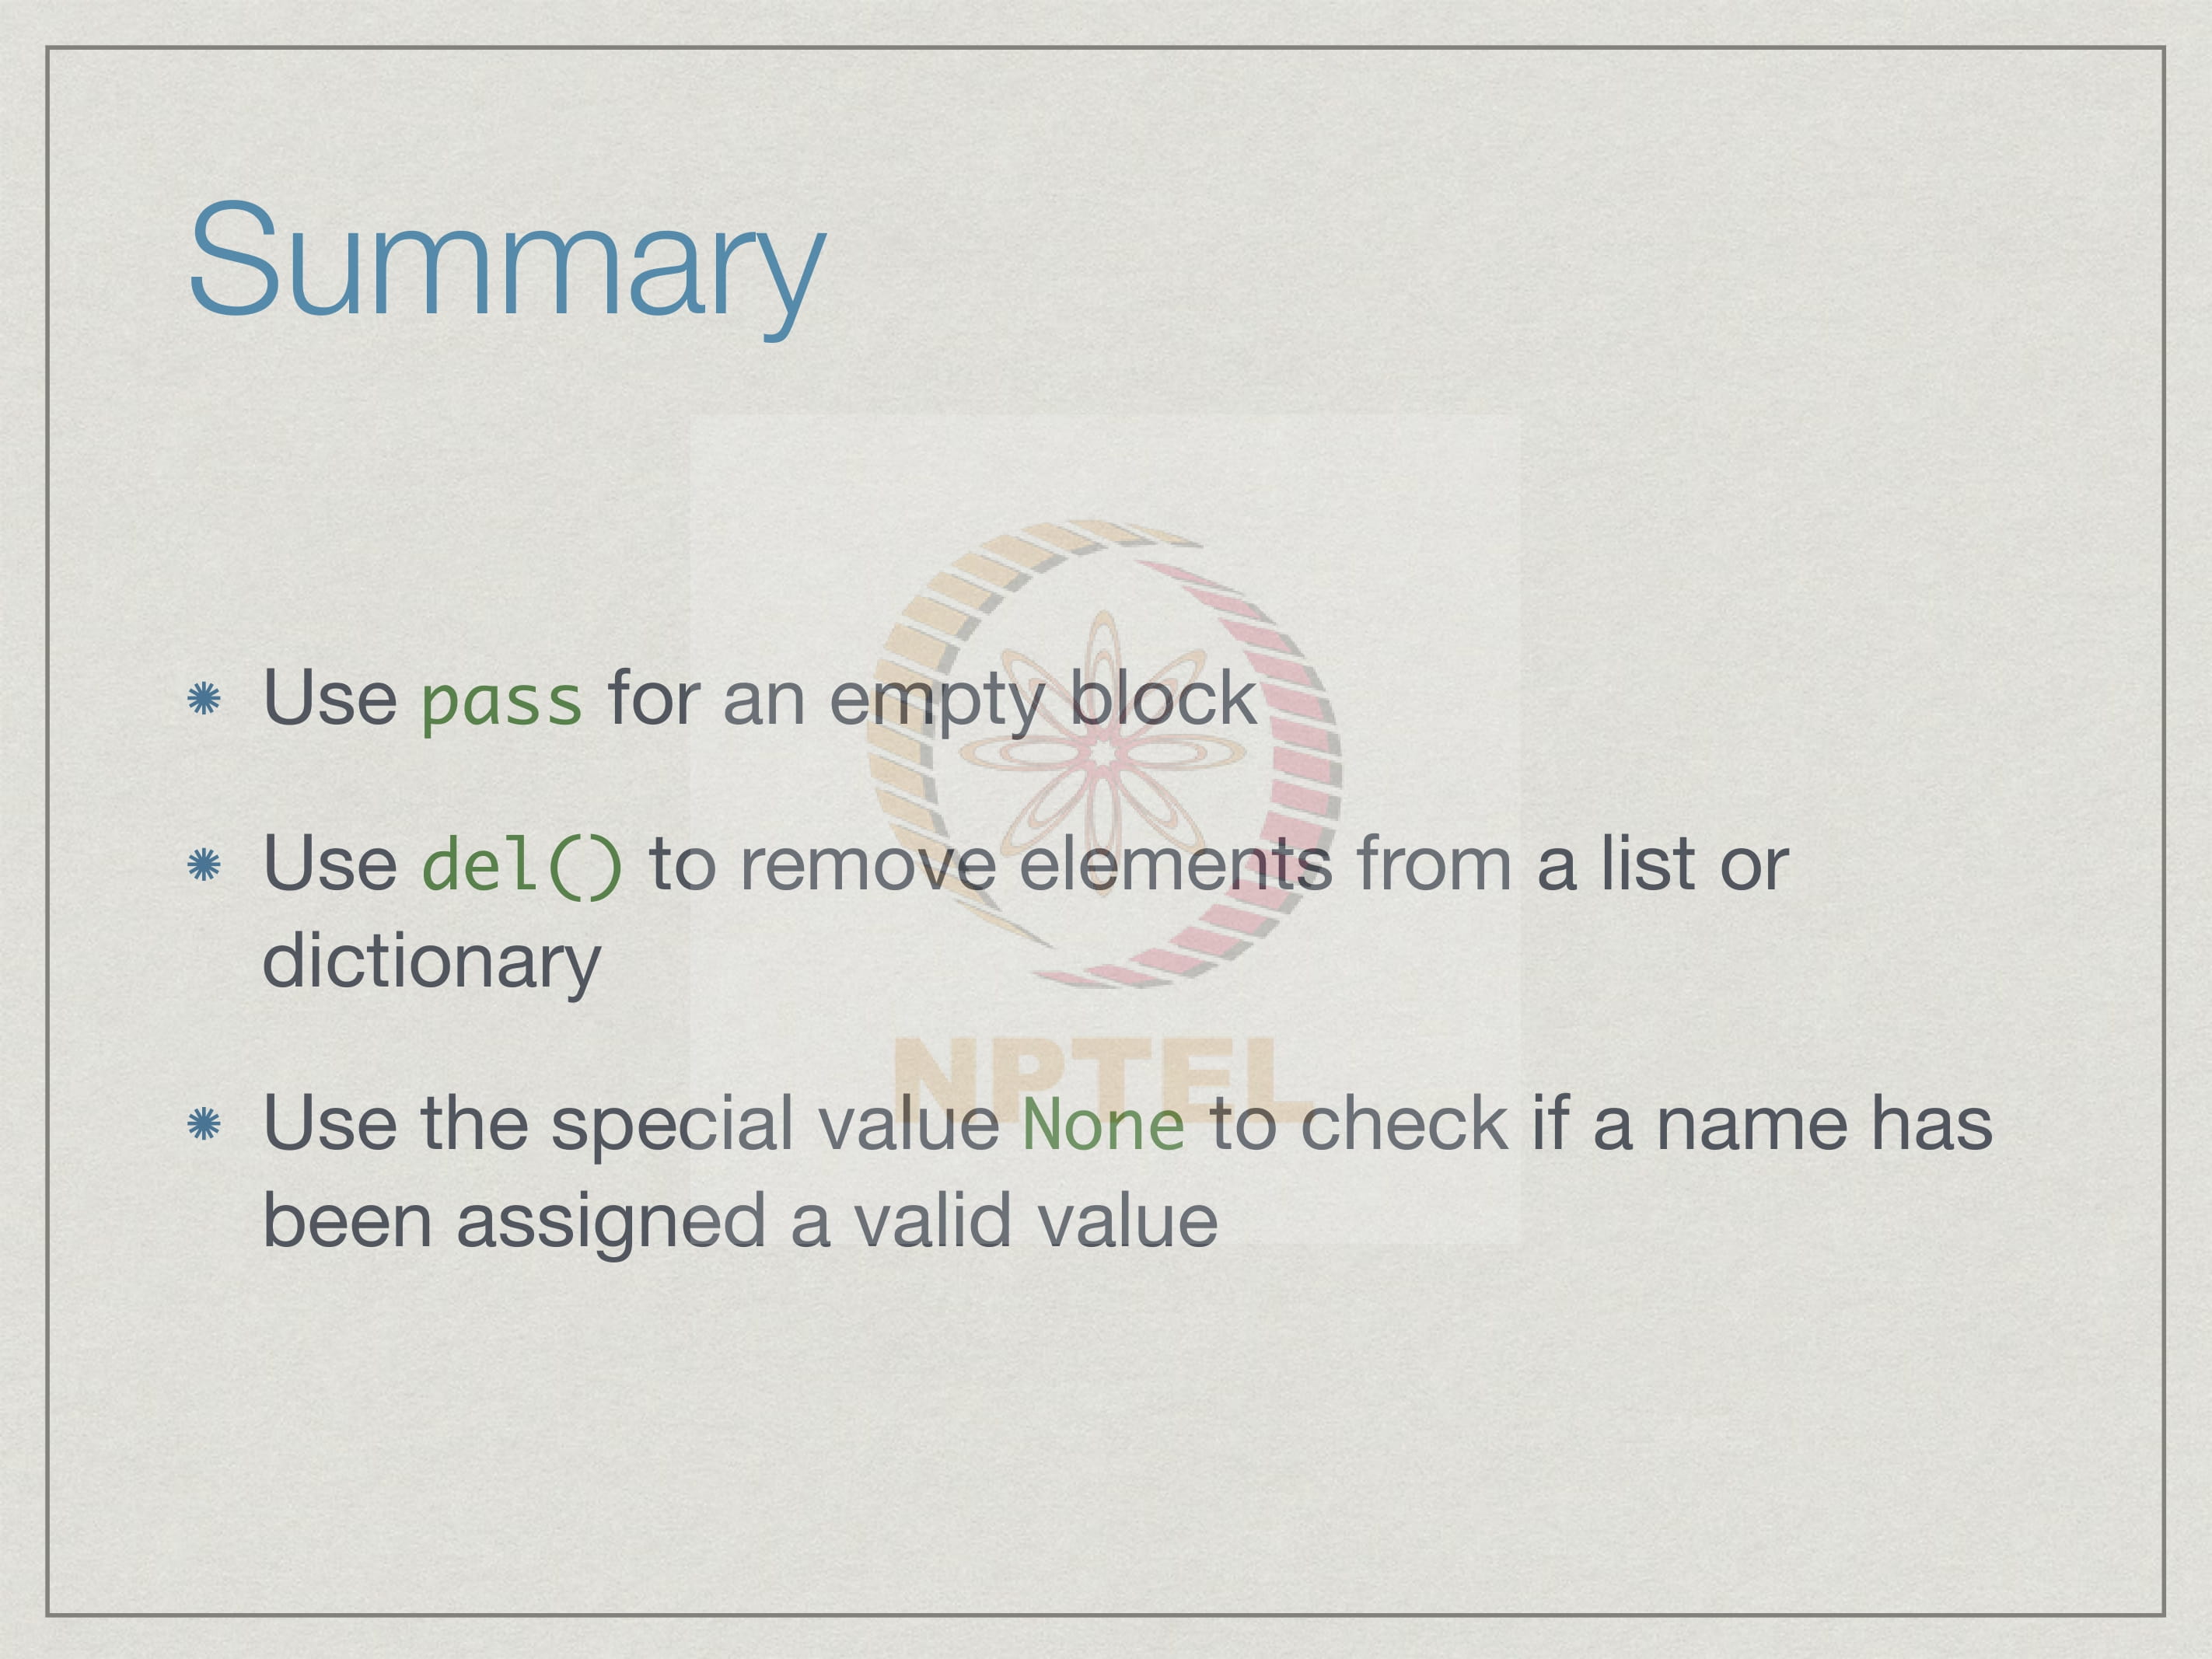 Summary
Use pass for an empty block
Use del() to remove elements from a list or
dictionary
NPTEL
Use the special value None to check if a name has
been assigned a valid value